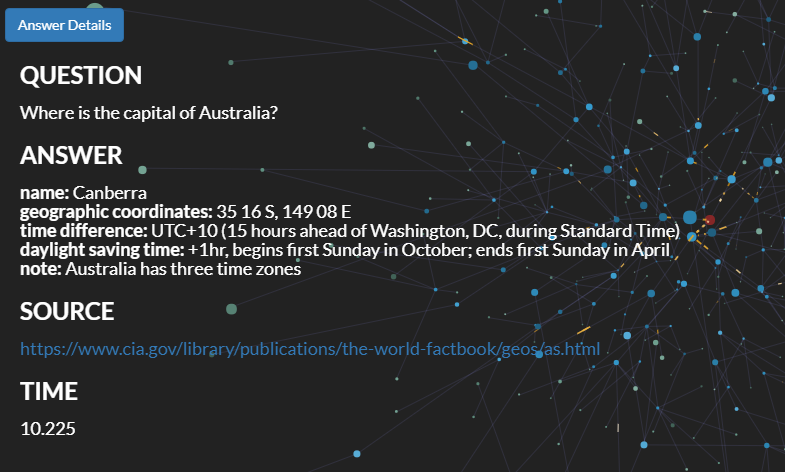 Answer Details
QUESTION
Where is the capital of Australia?
ANSWER
name: Canberra
geographic coordinates: 35 16 S, 149 08 E
time difference: UTC+10 (15 hours ahead of Washington, DC, during Standard Time)
daylight saving time: +1hr, begins first Sunday in October; ends first Sunday in April
note: Australia has three time zones
SOURCE
https://www.cia.gov/library/publications/the-world-factbook/geos/as.html
TIME
10.225